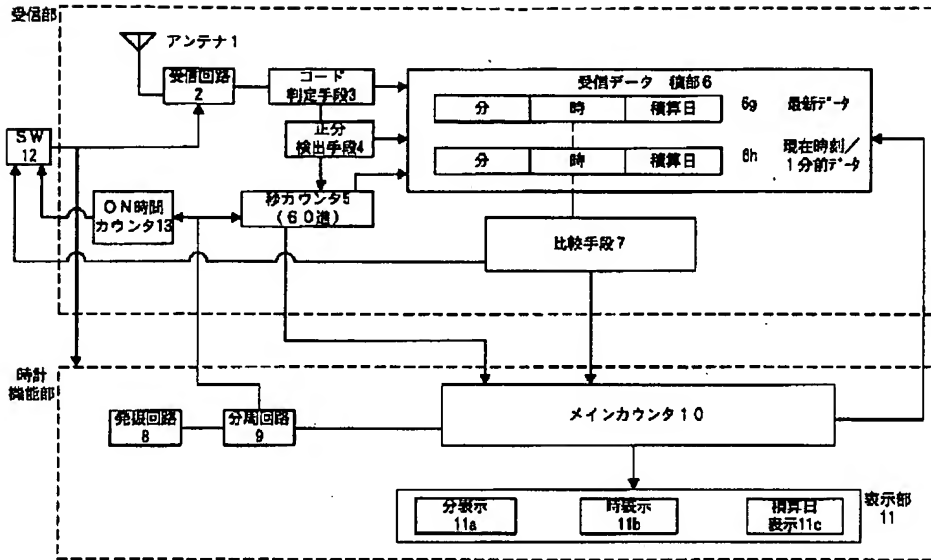 受信部
アンテナ1
受信回路
2
コード
判定手段3
正分
検出手段4
秒カウンタ5
(60進)
SW
12
ON時間
カウンタ13
受信データ 積部6
分
時
積算日
6g
最新データ
分
時
積算日
6h
現在時刻/
1分前データ
比較手段7
時計
機能部
発振回路
8
分周回路
9
メインカウンタ10
分表示
11a
時表示
11b
積算日
表示11c
表示部
11